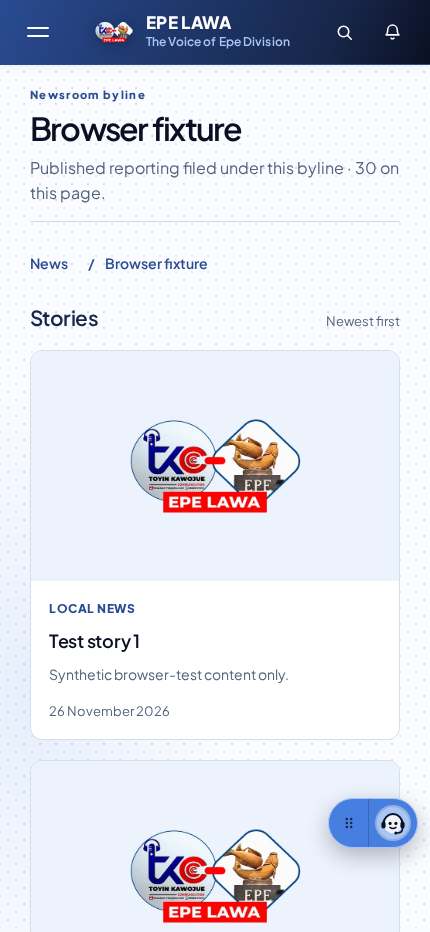 EPE LAWA
The Voice of Epe Division
Newsroom byline
Browser fixture
Published reporting filed under this byline · 30 on
this page.
News / Browser fixture
Stories
Newest first
txc
TOYIN KAWOJUE
EPE
EPE LAWA
LOCAL NEWS
Test story 1
Synthetic browser-test content only.
26 November 2026
txc
TOYIN KAWOJUE
EPE
EPE LAWA